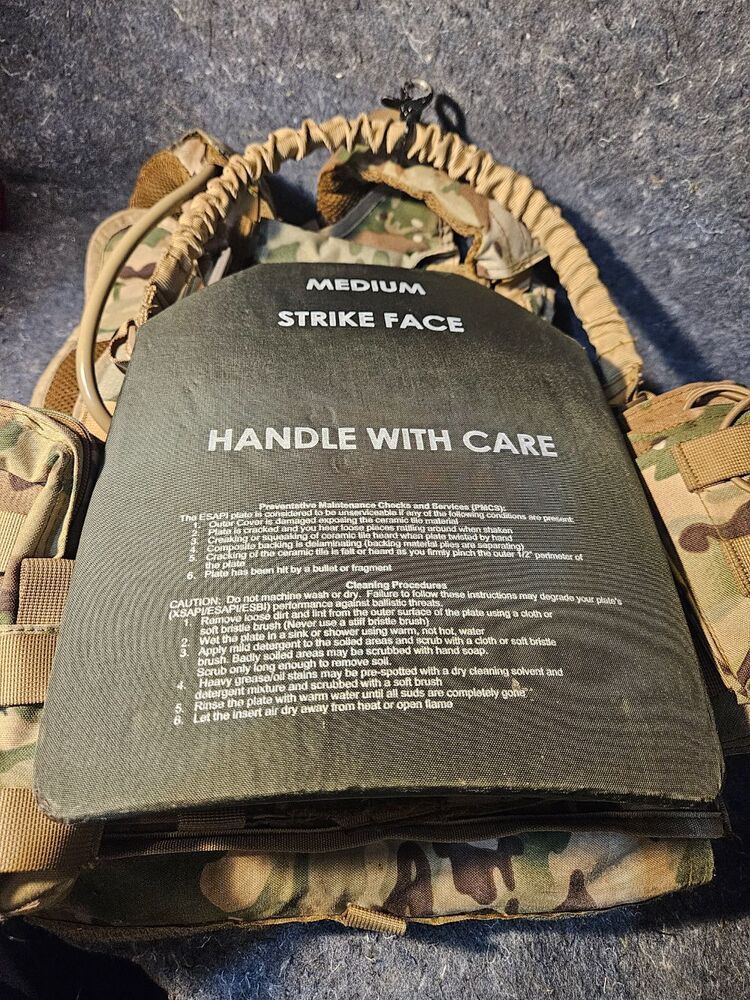 MEDIUM
STRIKE FACE
HANDLE WITH CARE
Preventative Maintenance Checks and Services (PMCS):
The ESAPI plate is considered to be unserviceable if any of the following conditions are present:
1. Outer Cover is damaged exposing the ceramic tile material
2. Plate is cracked and you hear loose pieces rattling around when shaken
3. Creaking or squeaking of ceramic tile heard when plate twisted by hand
4. Composite backing is delaminating (backing material plies are separating)
5. Cracking of the ceramic tile is felt or heard as you firmly pinch the outer 1/2" perimeter of
the plate
6. Plate has been hit by a bullet or fragment
Cleaning Procedures
CAUTION: Do not machine wash or dry. Failure to follow these instructions may degrade your plate's
(XSAPI/ESAPI/ESBI) performance against ballistic threats.
1. Remove loose dirt and lint from the outer surface of the plate using a cloth or
soft bristle brush (Never use a stiff bristle brush)
2. Wet the plate in a sink or shower using warm, not hot, water
3. Apply mild detergent to the soiled areas and scrub with a cloth or soft bristle
brush. Badly soiled areas may be scrubbed with hand soap.
Scrub only long enough to remove soil.
4. Heavy grease/oil stains may be pre-spotted with a dry cleaning solvent and
detergent mixture and scrubbed with a soft brush
5. Rinse the plate with warm water until all suds are completely gone
6. Let the insert air dry away from heat or open flame